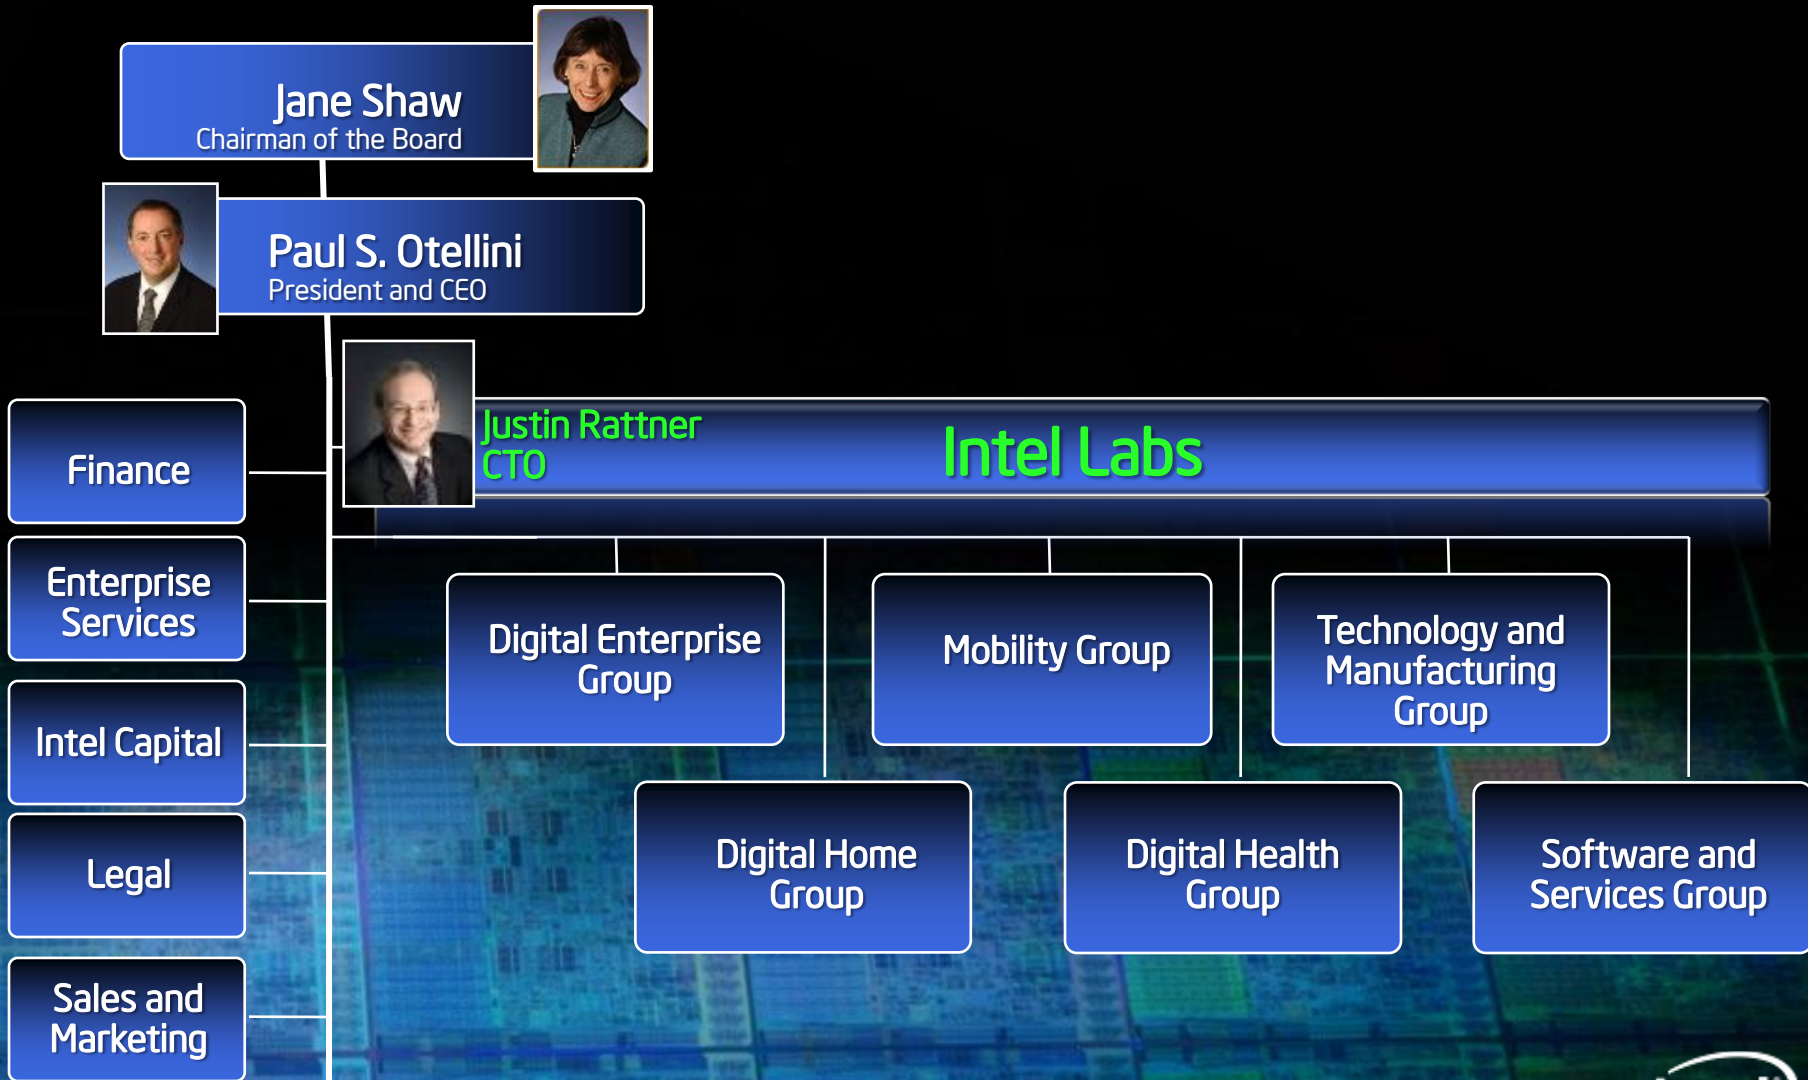 Jane Shaw
Chairman of the Board
Paul S. Otellini
President and CEO
Justin Rattner
CTO
Intel Labs
Finance
Enterprise
Services
Intel Capital
Legal
Sales and
Marketing
Digital Enterprise
Group
Mobility Group
Technology and
Manufacturing
Group
Digital Home
Group
Digital Health
Group
Software and
Services Group